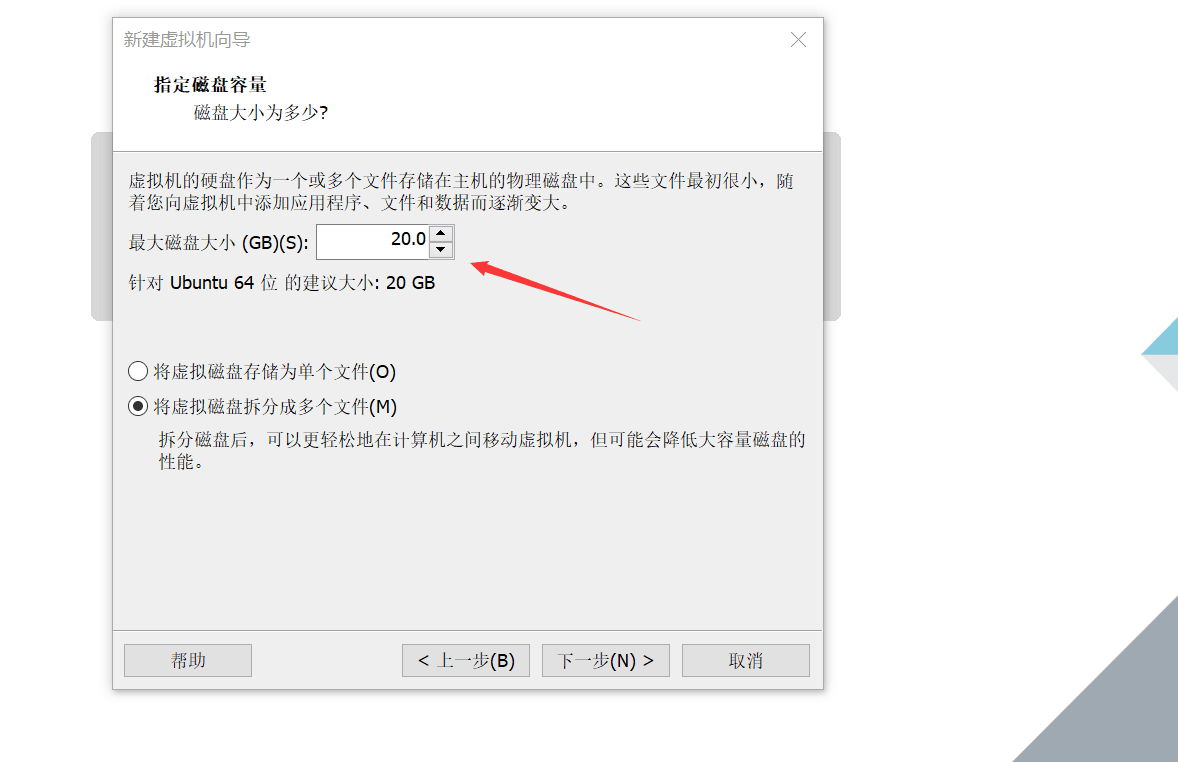 新建虚拟机向导
指定磁盘容量
磁盘大小为多少?
虚拟机的硬盘作为一个或多个文件存储在主机的物理磁盘中。这些文件最初很小，随
着您向虚拟机中添加应用程序、文件和数据而逐渐变大。
最大磁盘大小 (GB)(S): 20.0
针对 Ubuntu 64 位 的建议大小: 20 GB
将虚拟磁盘存储为单个文件(O)
将虚拟磁盘拆分成多个文件(M)
拆分磁盘后，可以更轻松地在计算机之间移动虚拟机，但可能会降低大容量磁盘的
性能。
帮助 < 上一步(B) 下一步(N) > 取消